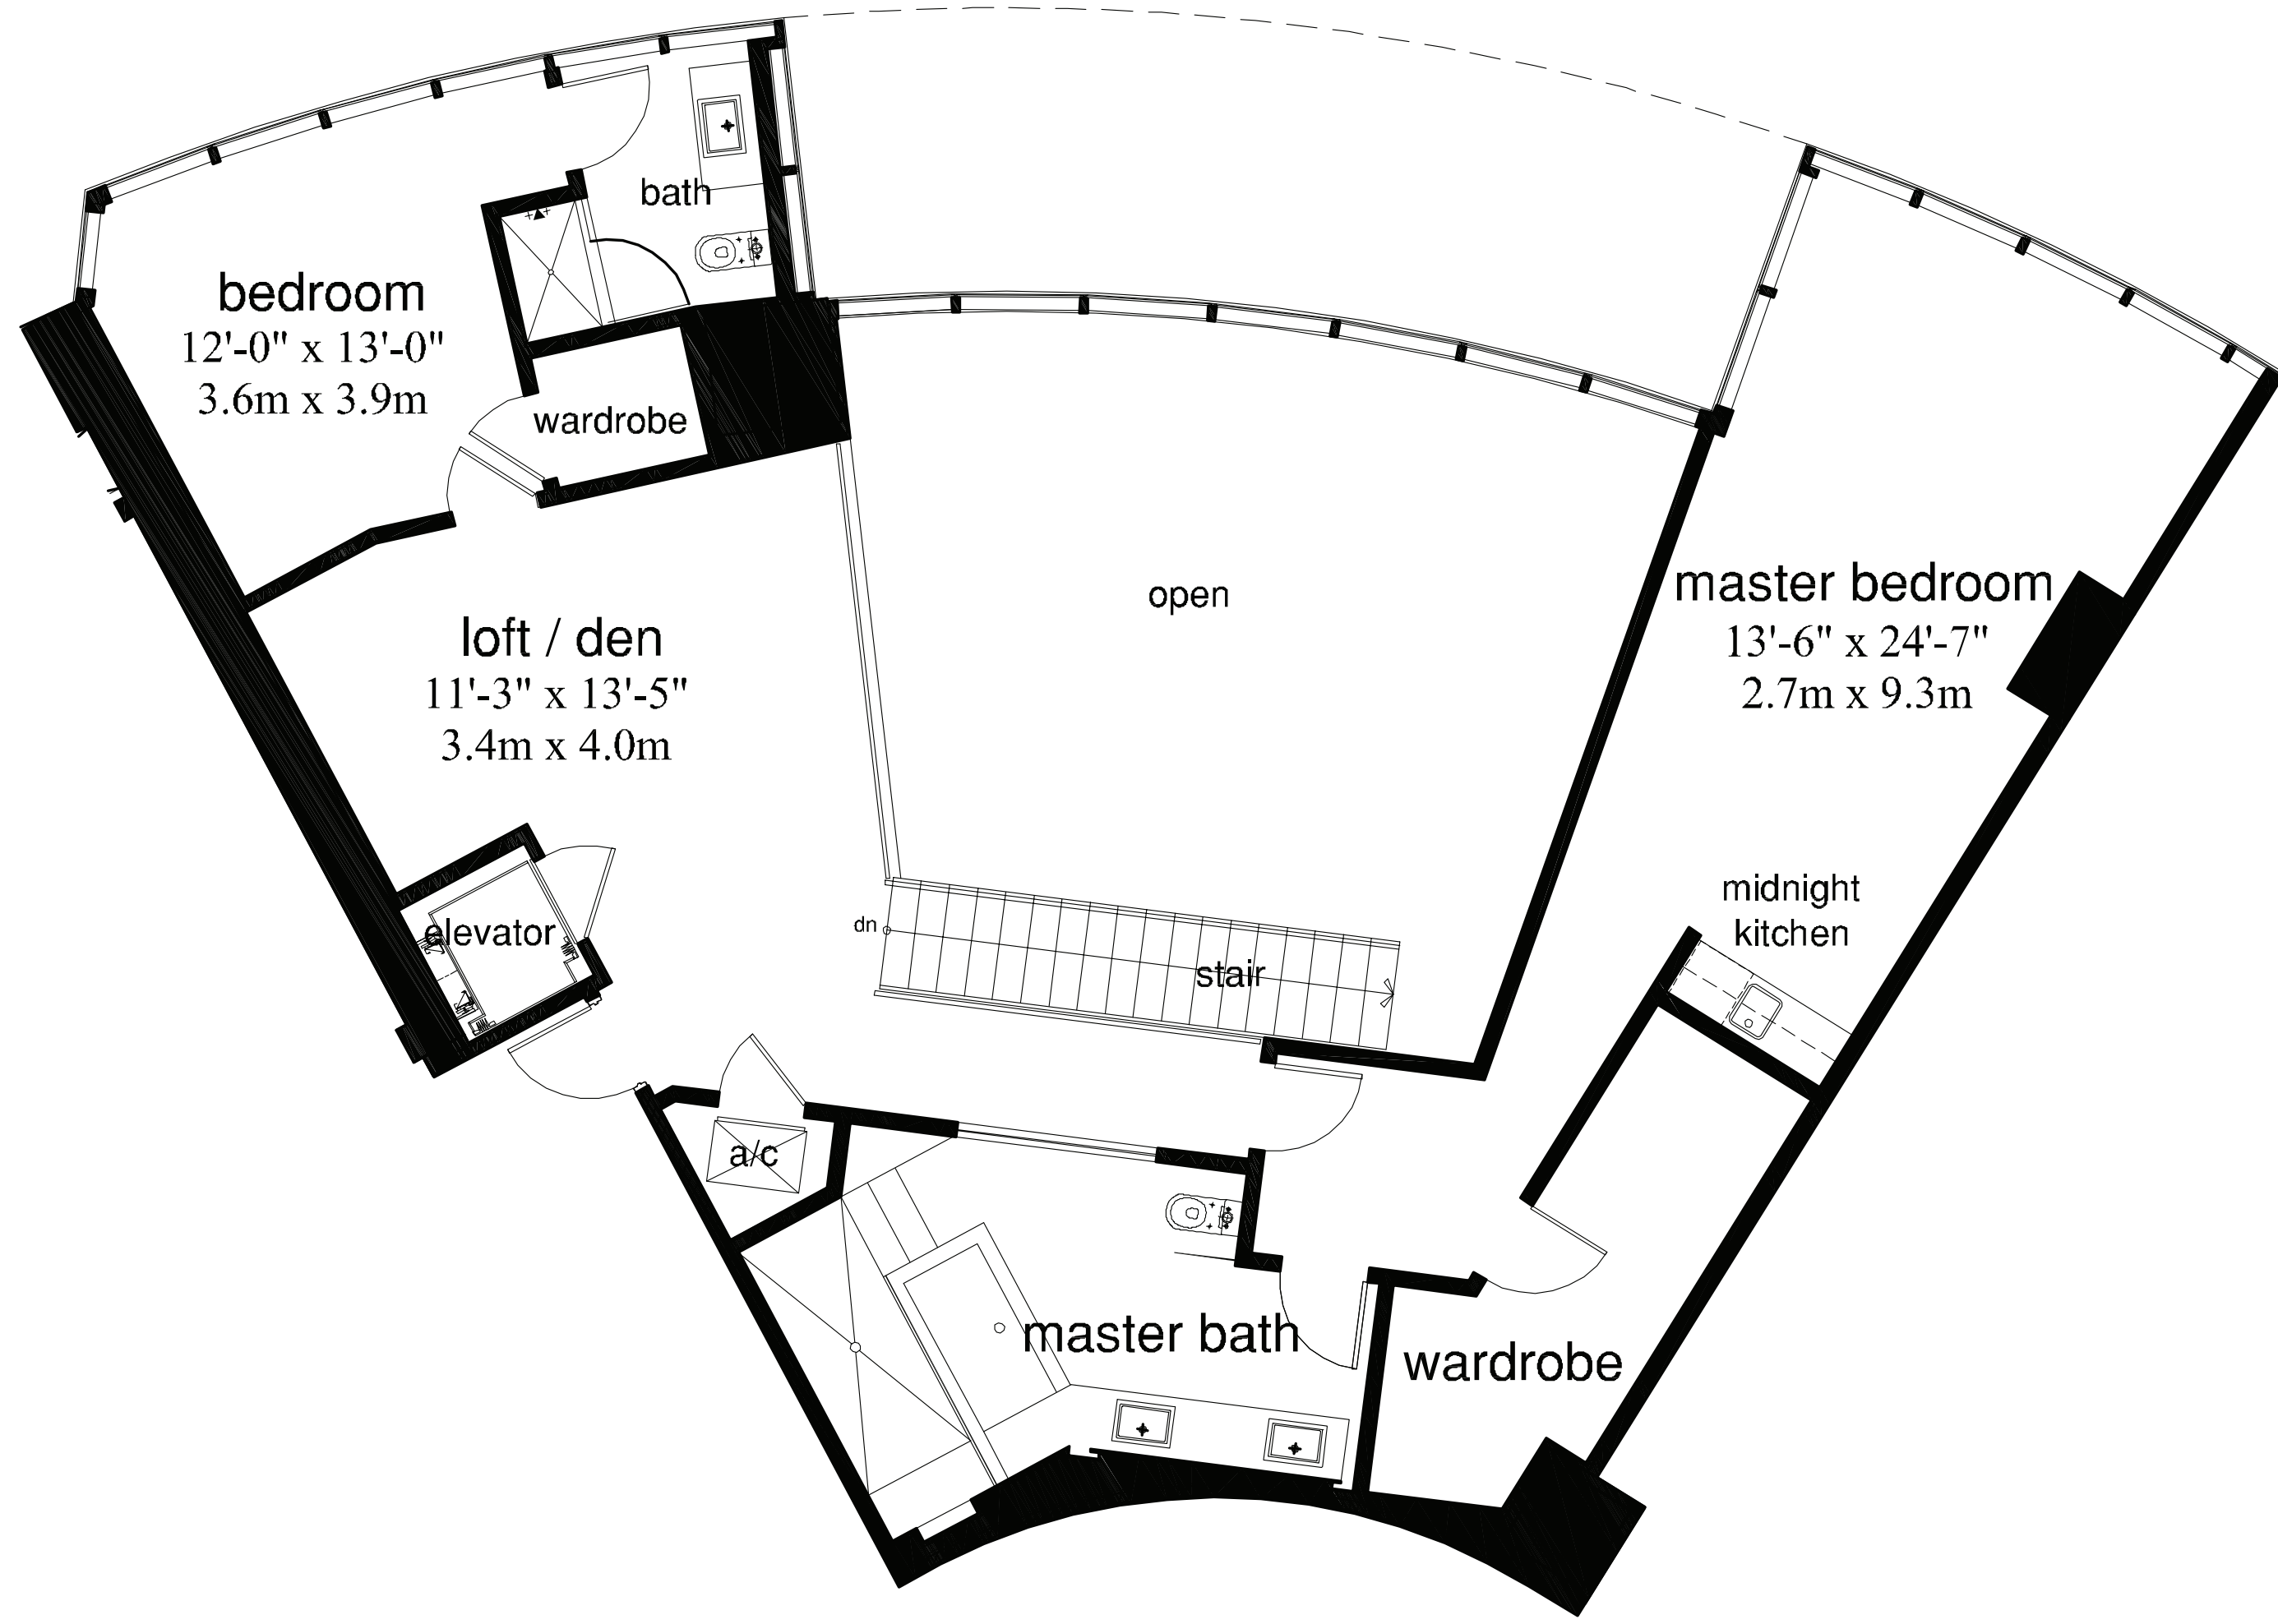 bath
bedroom
12'-0" x 13'-0"
3.6m x 3.9m
wardrobe
open
master bedroom
13'-6" x 24'-7"
2.7m x 9.3m
loft / den
11'-3" x 13'-5"
3.4m x 4.0m
midnight
kitchen
elevator
dn
stair
a/c
master bath
wardrobe